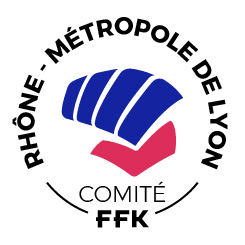 RHÔNE - MÉTROPOLE DE LYON
COMITÉ
FFK